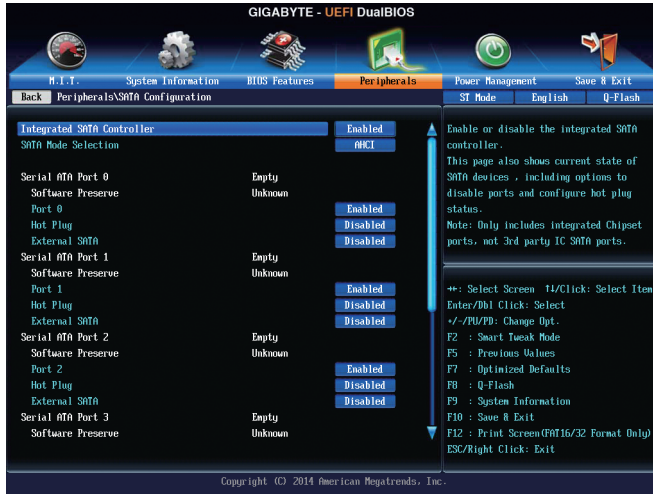 GIGABYTE - UEFI DualBIOS
M.I.T. System Information BIOS Features Peripherals Power Management Save & Exit
Back Peripherals\SATA Configuration ST Mode English Q-Flash
Integrated SATA Controller Enabled
SATA Mode Selection AHCI
Serial ATA Port 0 Empty
Software Preserve Unknown
Port 0 Enabled
Hot Plug Disabled
External SATA Disabled
Serial ATA Port 1 Empty
Software Preserve Unknown
Port 1 Enabled
Hot Plug Disabled
External SATA Disabled
Serial ATA Port 2 Empty
Software Preserve Unknown
Port 2 Enabled
Hot Plug Disabled
External SATA Disabled
Serial ATA Port 3 Empty
Software Preserve Unknown
Enable or disable the integrated SATA
controller.
This page also shows current state of
SATA devices , including options to
disable ports and configure hot plug
status.
Note: Only includes integrated Chipset
ports, not 3rd party IC SATA ports.
→←: Select Screen ↑↓/Click: Select Item
Enter/Dbl Click: Select
+/-/PU/PD: Change Opt.
F2 : Smart Tweak Mode
F5 : Previous Values
F7 : Optimized Defaults
F8 : Q-Flash
F9 : System Information
F10 : Save & Exit
F12 : Print Screen(FAT16/32 Format Only)
ESC/Right Click: Exit
Copyright (C) 2014 American Megatrends, Inc.